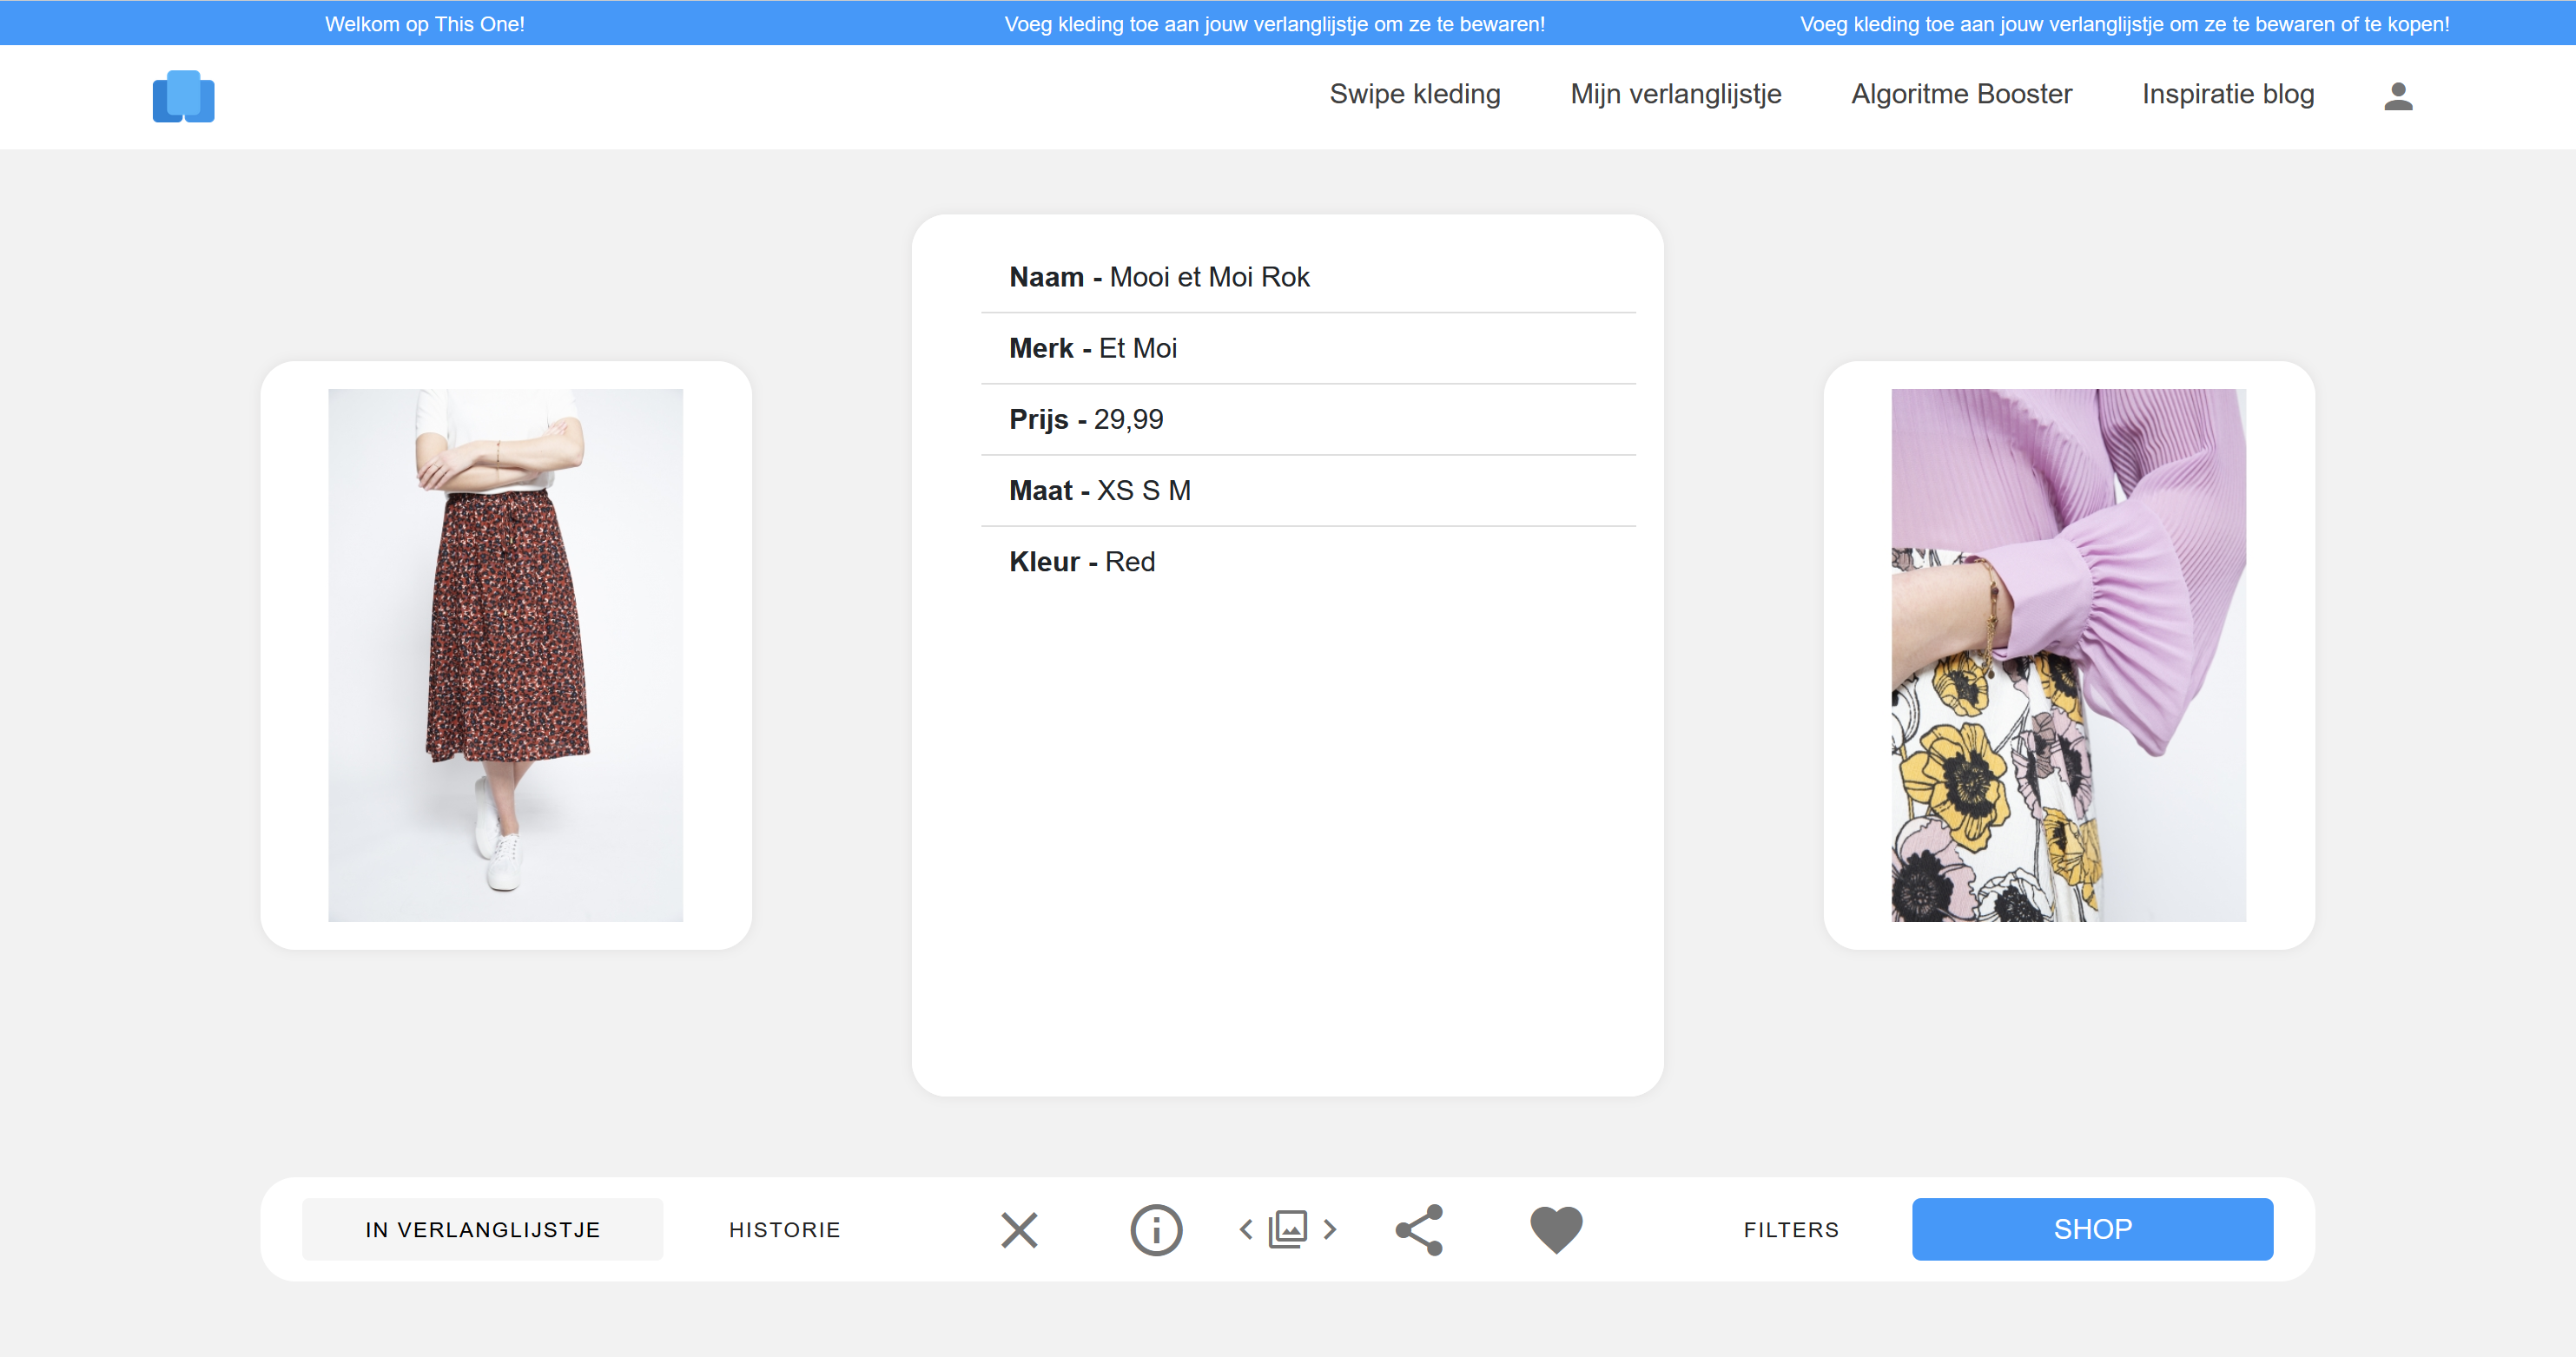 Welkom op This One!
Voeg kleding toe aan jouw verlanglijstje om ze te bewaren!
Voeg kleding toe aan jouw verlanglijstje om ze te bewaren of te kopen!
Swipe kleding
Mijn verlanglijstje
Algoritme Booster
Inspiratie blog
Naam - Mooi et Moi Rok
Merk - Et Moi
Prijs - 29,99
Maat - XS S M
Kleur - Red
IN VERLANGLIJSTJE
HISTORIE
FILTERS
SHOP